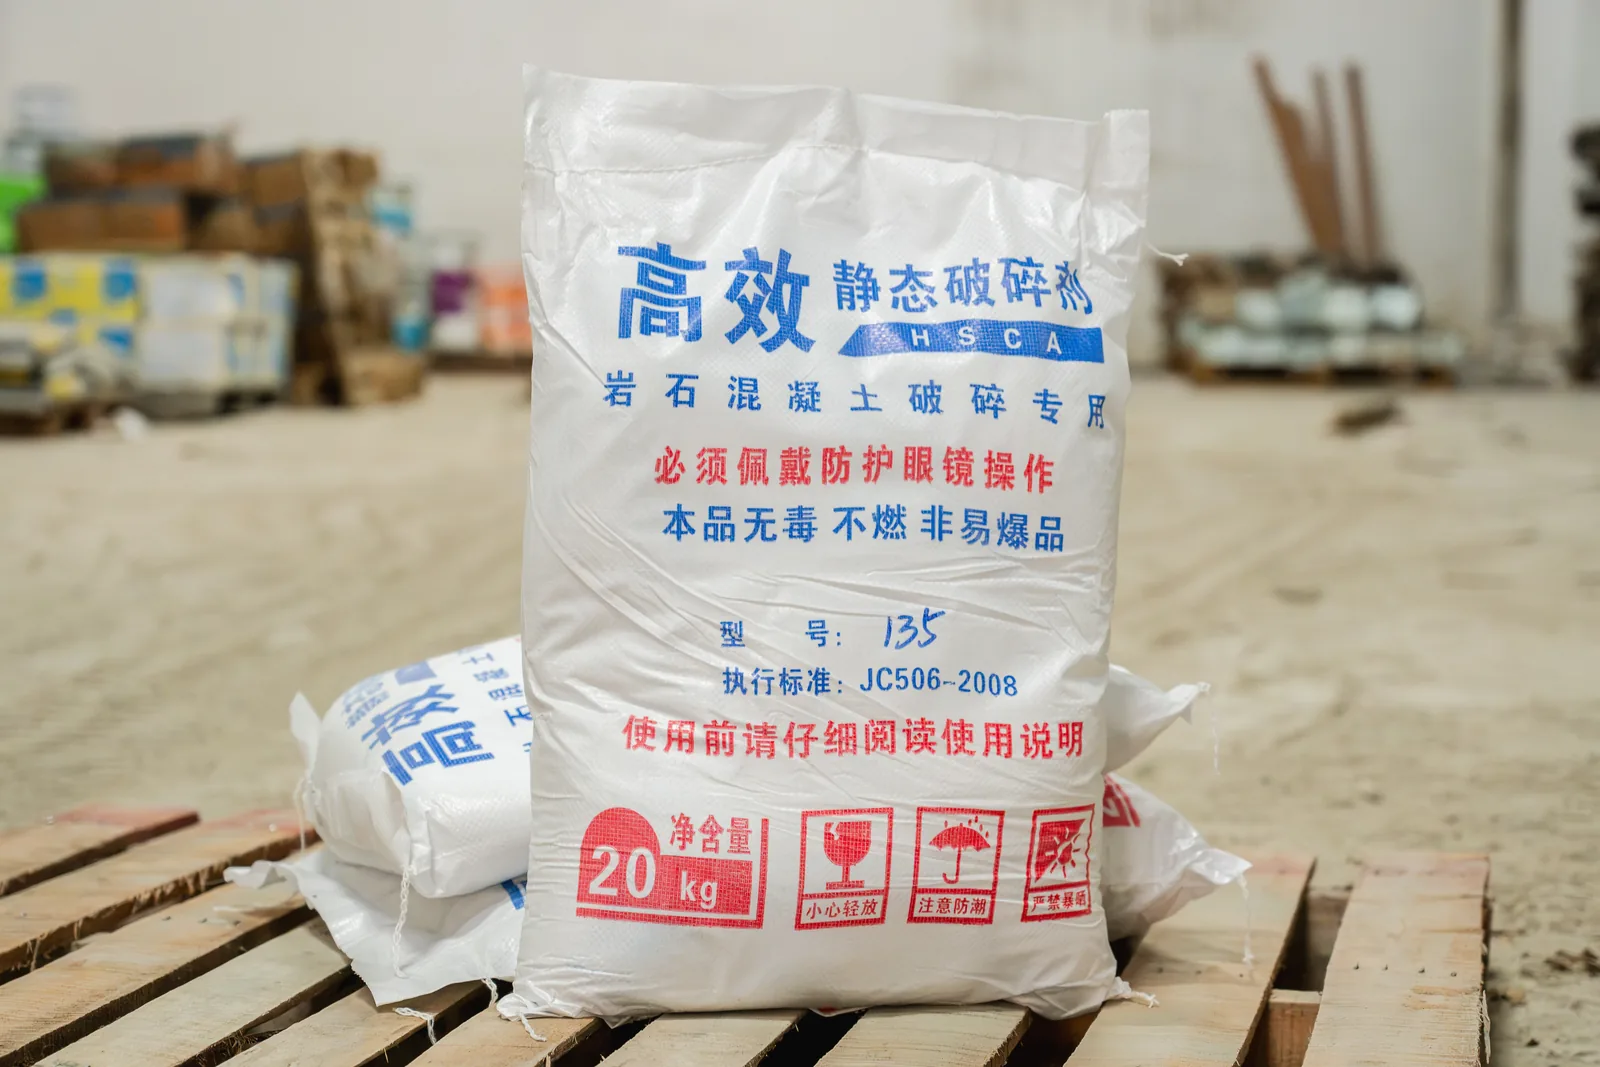 高效 静态破碎剂
HSCA
岩石混凝土破碎专用
必须佩戴防护眼镜操作
本品无毒 不燃 非易爆品
型 号: 135
执行标准: JC506-2008
使用前请仔细阅读使用说明
净含量
20 kg
小心轻放
注意防潮
严禁暴晒
高效